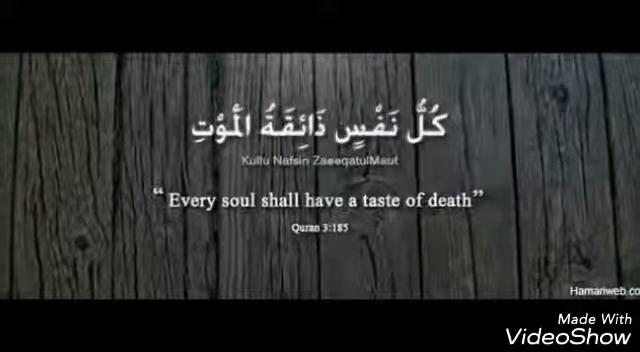 كُلُّ نَفْسٍ ذَائِقَةُ الْمَوْتِ
Kullu Nafsin ZaeeqatulMaut
“ Every soul shall have a taste of death”
Quran 3:185
Hamariweb.co
Made With
VideoShow